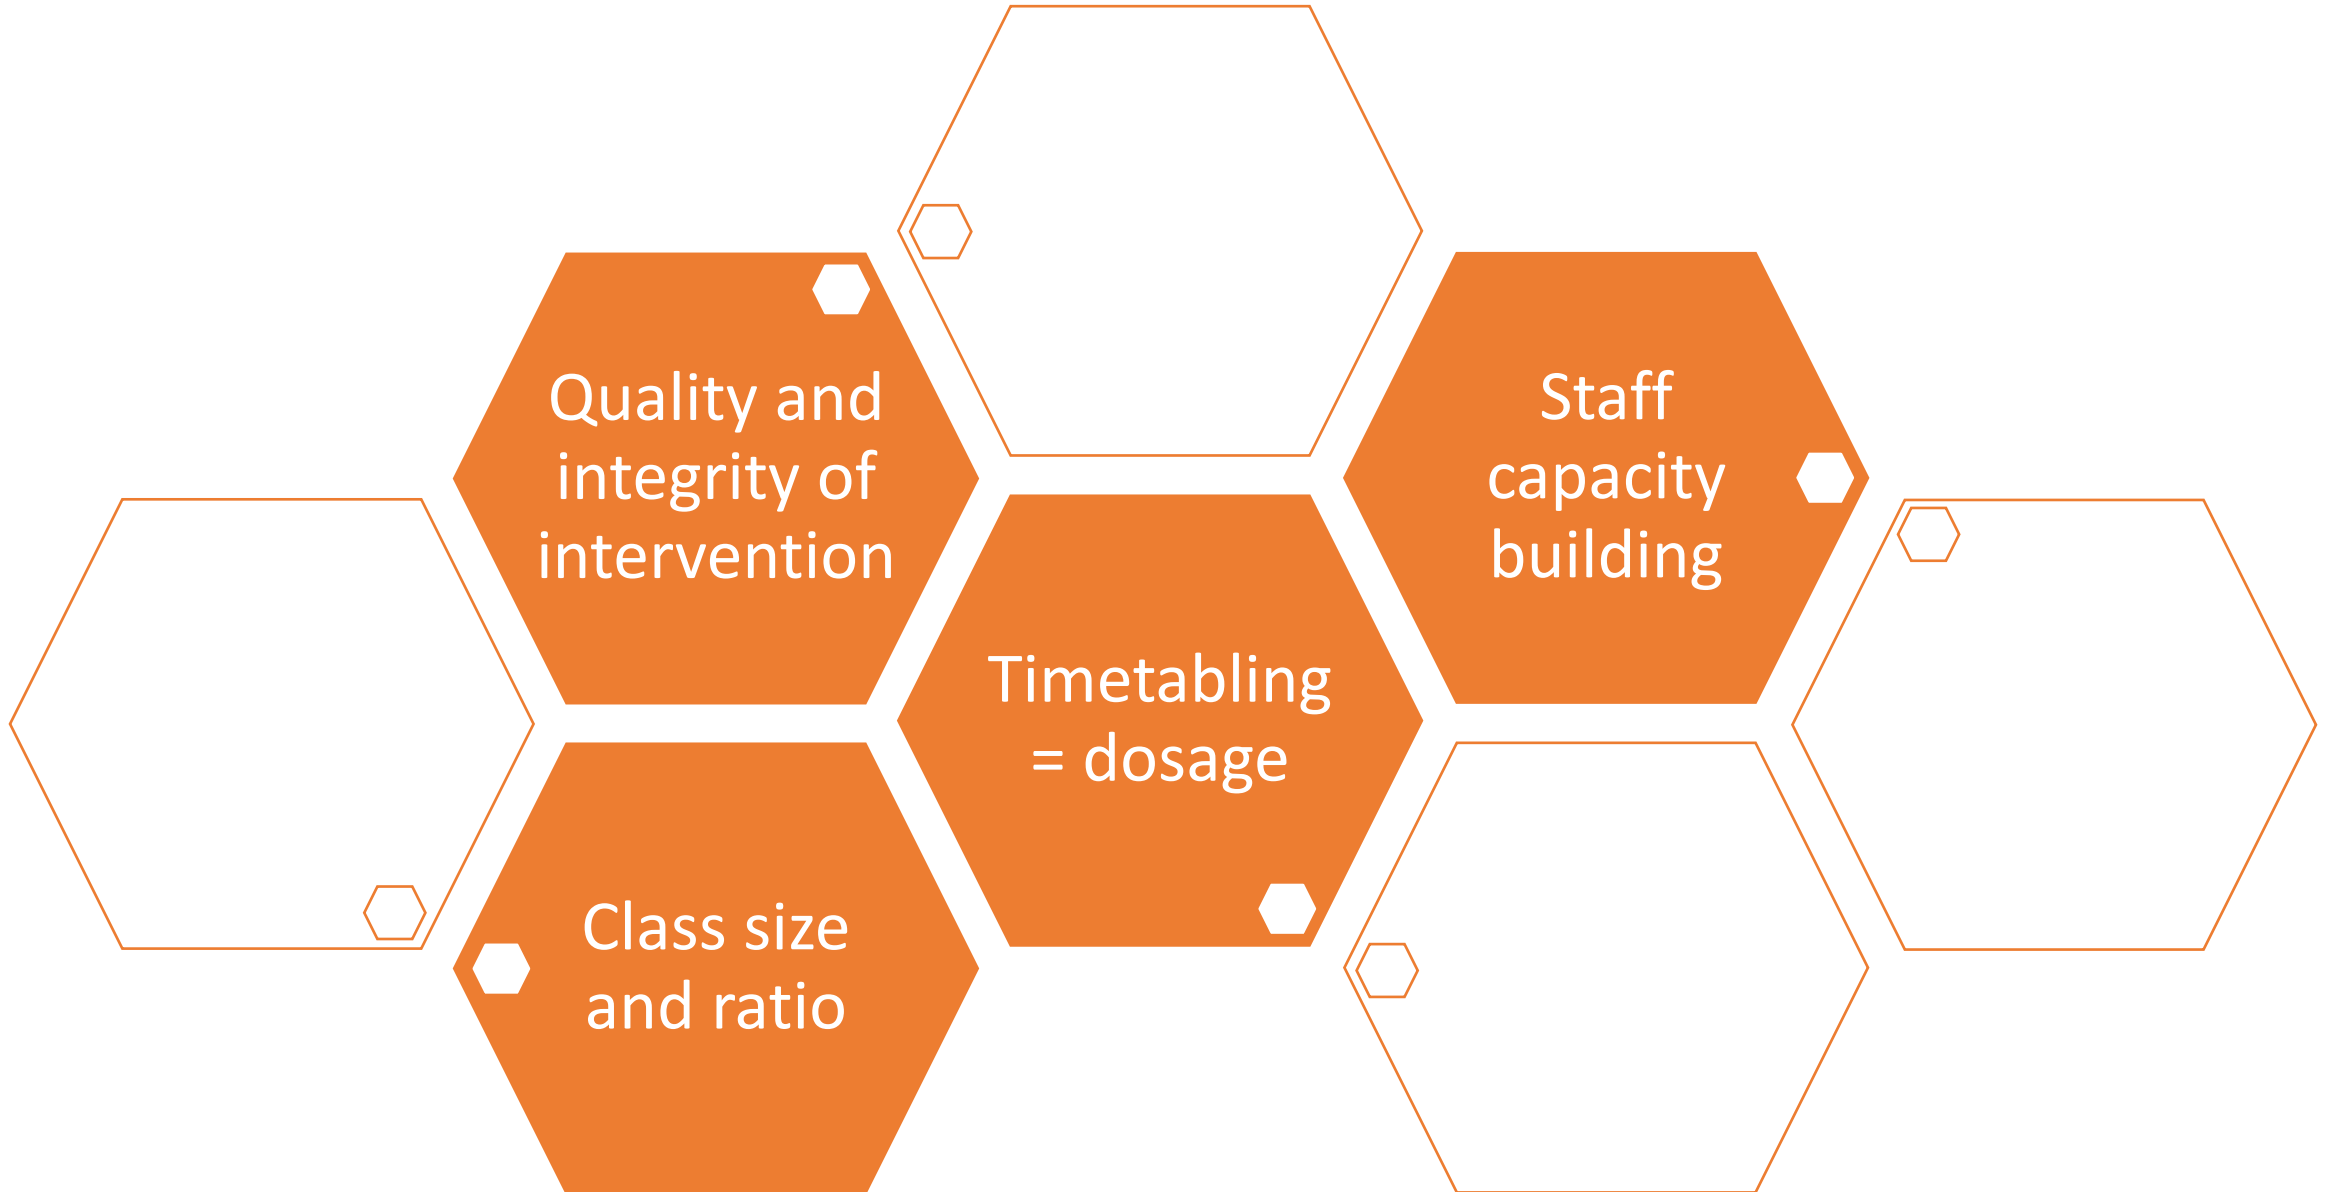 Quality and
integrity of
intervention
Staff
capacity
building
Timetabling
= dosage
Class size
and ratio